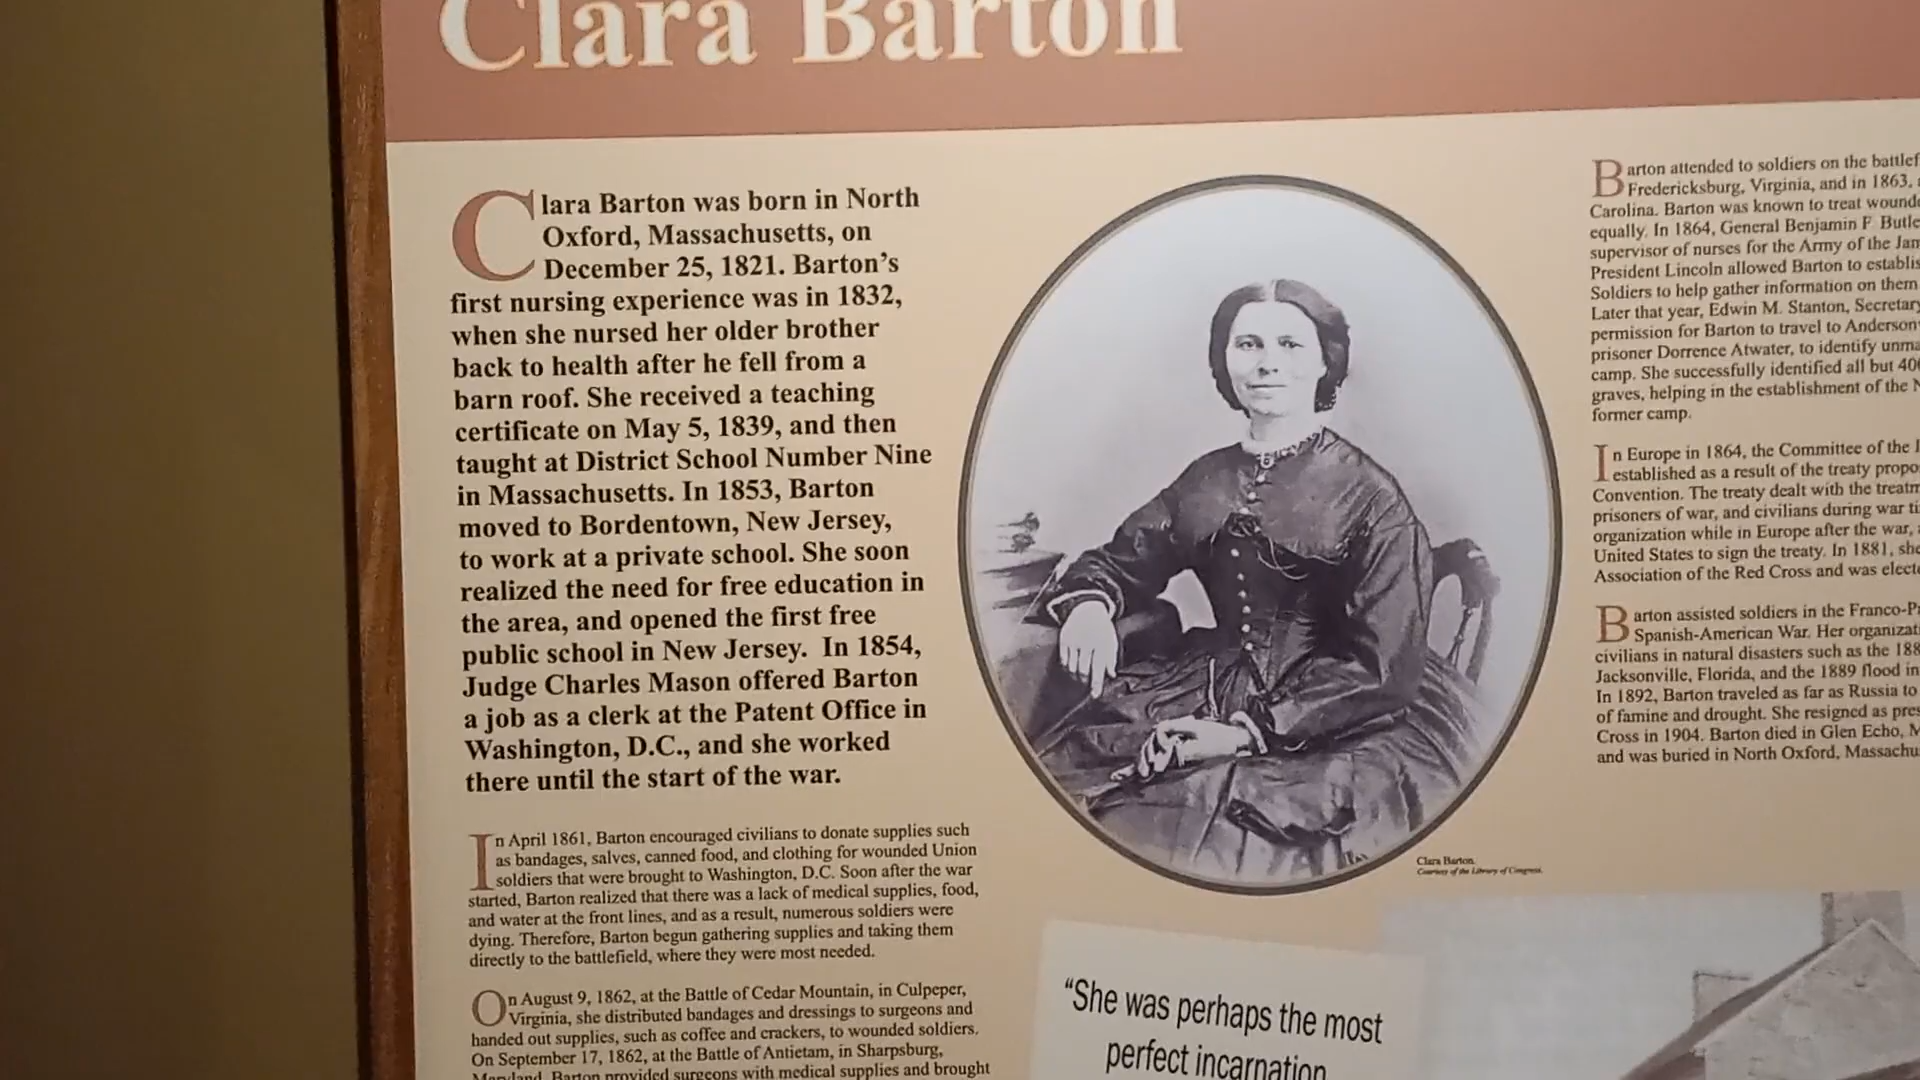 Clara Barton
Clara Barton was born in North
Oxford, Massachusetts, on
December 25, 1821. Barton's
first nursing experience was in 1832,
when she nursed her older brother
back to health after he fell from a
barn roof. She received a teaching
certificate on May 5, 1839, and then
taught at District School Number Nine
in Massachusetts. In 1853, Barton
moved to Bordentown, New Jersey,
to work at a private school. She soon
realized the need for free education in
the area, and opened the first free
public school in New Jersey. In 1854,
Judge Charles Mason offered Barton
a job as a clerk at the Patent Office in
Washington, D.C., and she worked
there until the start of the war.
In April 1861, Barton encouraged civilians to donate supplies such
as bandages, salves, canned food, and clothing for wounded Union
soldiers that were brought to Washington, D.C. Soon after the war
started, Barton realized that there was a lack of medical supplies, food,
and water at the front lines, and as a result, numerous soldiers were
dying. Therefore, Barton begun gathering supplies and taking them
directly to the battlefield, where they were most needed.
On August 9, 1862, at the Battle of Cedar Mountain, in Culpeper,
Virginia, she distributed bandages and dressings to surgeons and
handed out supplies, such as coffee and crackers, to wounded soldiers.
On September 17, 1862, at the Battle of Antietam, in Sharpsburg,
Maryland, Barton provided surgeons with medical supplies and brought
Clara Barton.
Courtesy of the Library of Congress.
"She was perhaps the most
perfect incarnation
Barton attended to soldiers on the
Fredericksburg, Virginia, and in 1863,
Carolina. Barton was known to treat
equally. In 1864, General Benjamin F. 
supervisor of nurses for the Army of the
President Lincoln allowed Barton to
Soldiers to help gather information on them
Later that year, Edwin M. Stanton,
permission for Barton to travel to
prisoner Dorrence Atwater, to identify
camp. She successfully identified all but
graves, helping in the establishment of the
former camp.
In Europe in 1864, the Committee of the
established as a result of the treaty
Convention. The treaty dealt with the
prisoners of war, and civilians during war
organization while in Europe after the war,
United States to sign the treaty. In 1881,
Association of the Red Cross and was
Barton assisted soldiers in the
Spanish-American War. Her
civilians in natural disasters such as the
Jacksonville, Florida, and the 1889 flood in
In 1892, Barton traveled as far as Russia to
of famine and drought. She resigned as
Cross in 1904. Barton died in Glen Echo,
and was buried in North Oxford,